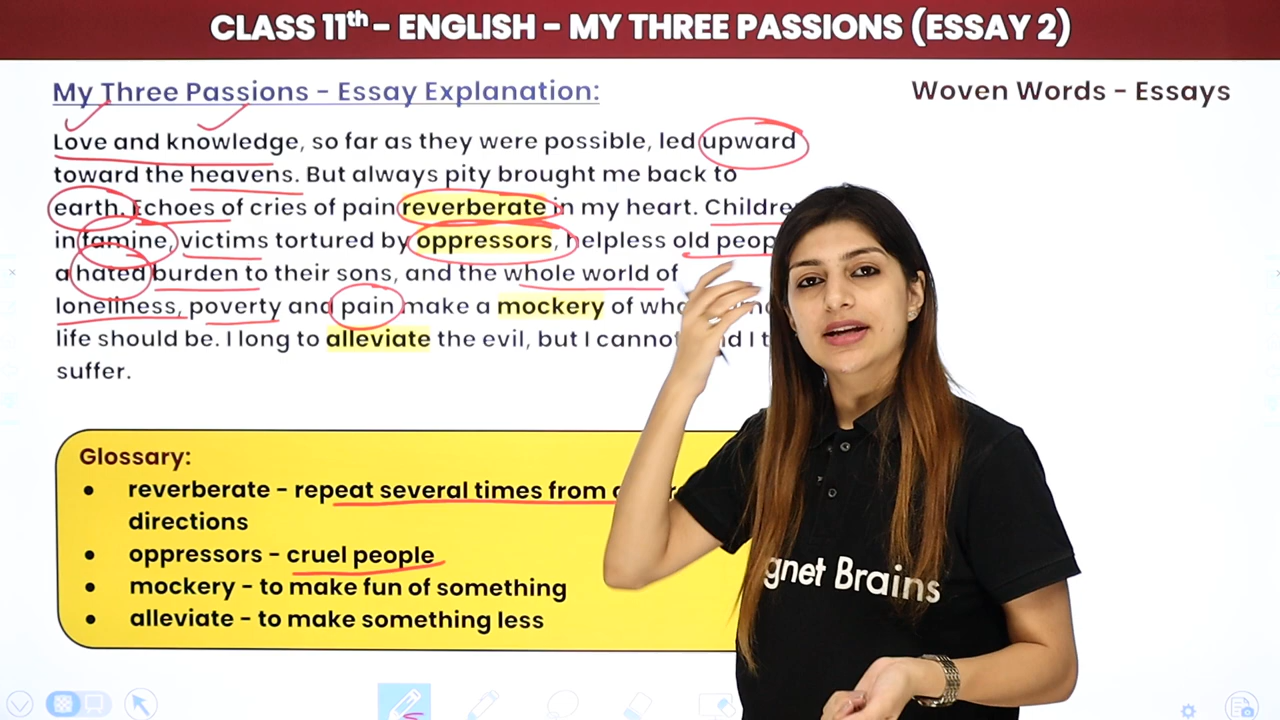 CLASS 11th - ENGLISH - MY THREE PASSIONS (ESSAY 2)
My Three Passions - Essay Explanation:
Woven Words - Essays
Love and knowledge, so far as they were possible, led upward
toward the heavens. But always pity brought me back to
earth. Echoes of cries of pain reverberate in my heart.
in famine, victims tortured by oppressors, helpless old
a hated burden to their sons, and the whole world of
loneliness, poverty and pain make a mockery of
life should be. I long to alleviate the evil, but I
suffer.
Glossary:
● reverberate - repeat several times from
directions
● oppressors - cruel people
● mockery - to make fun of something
● alleviate - to make something less
Brains